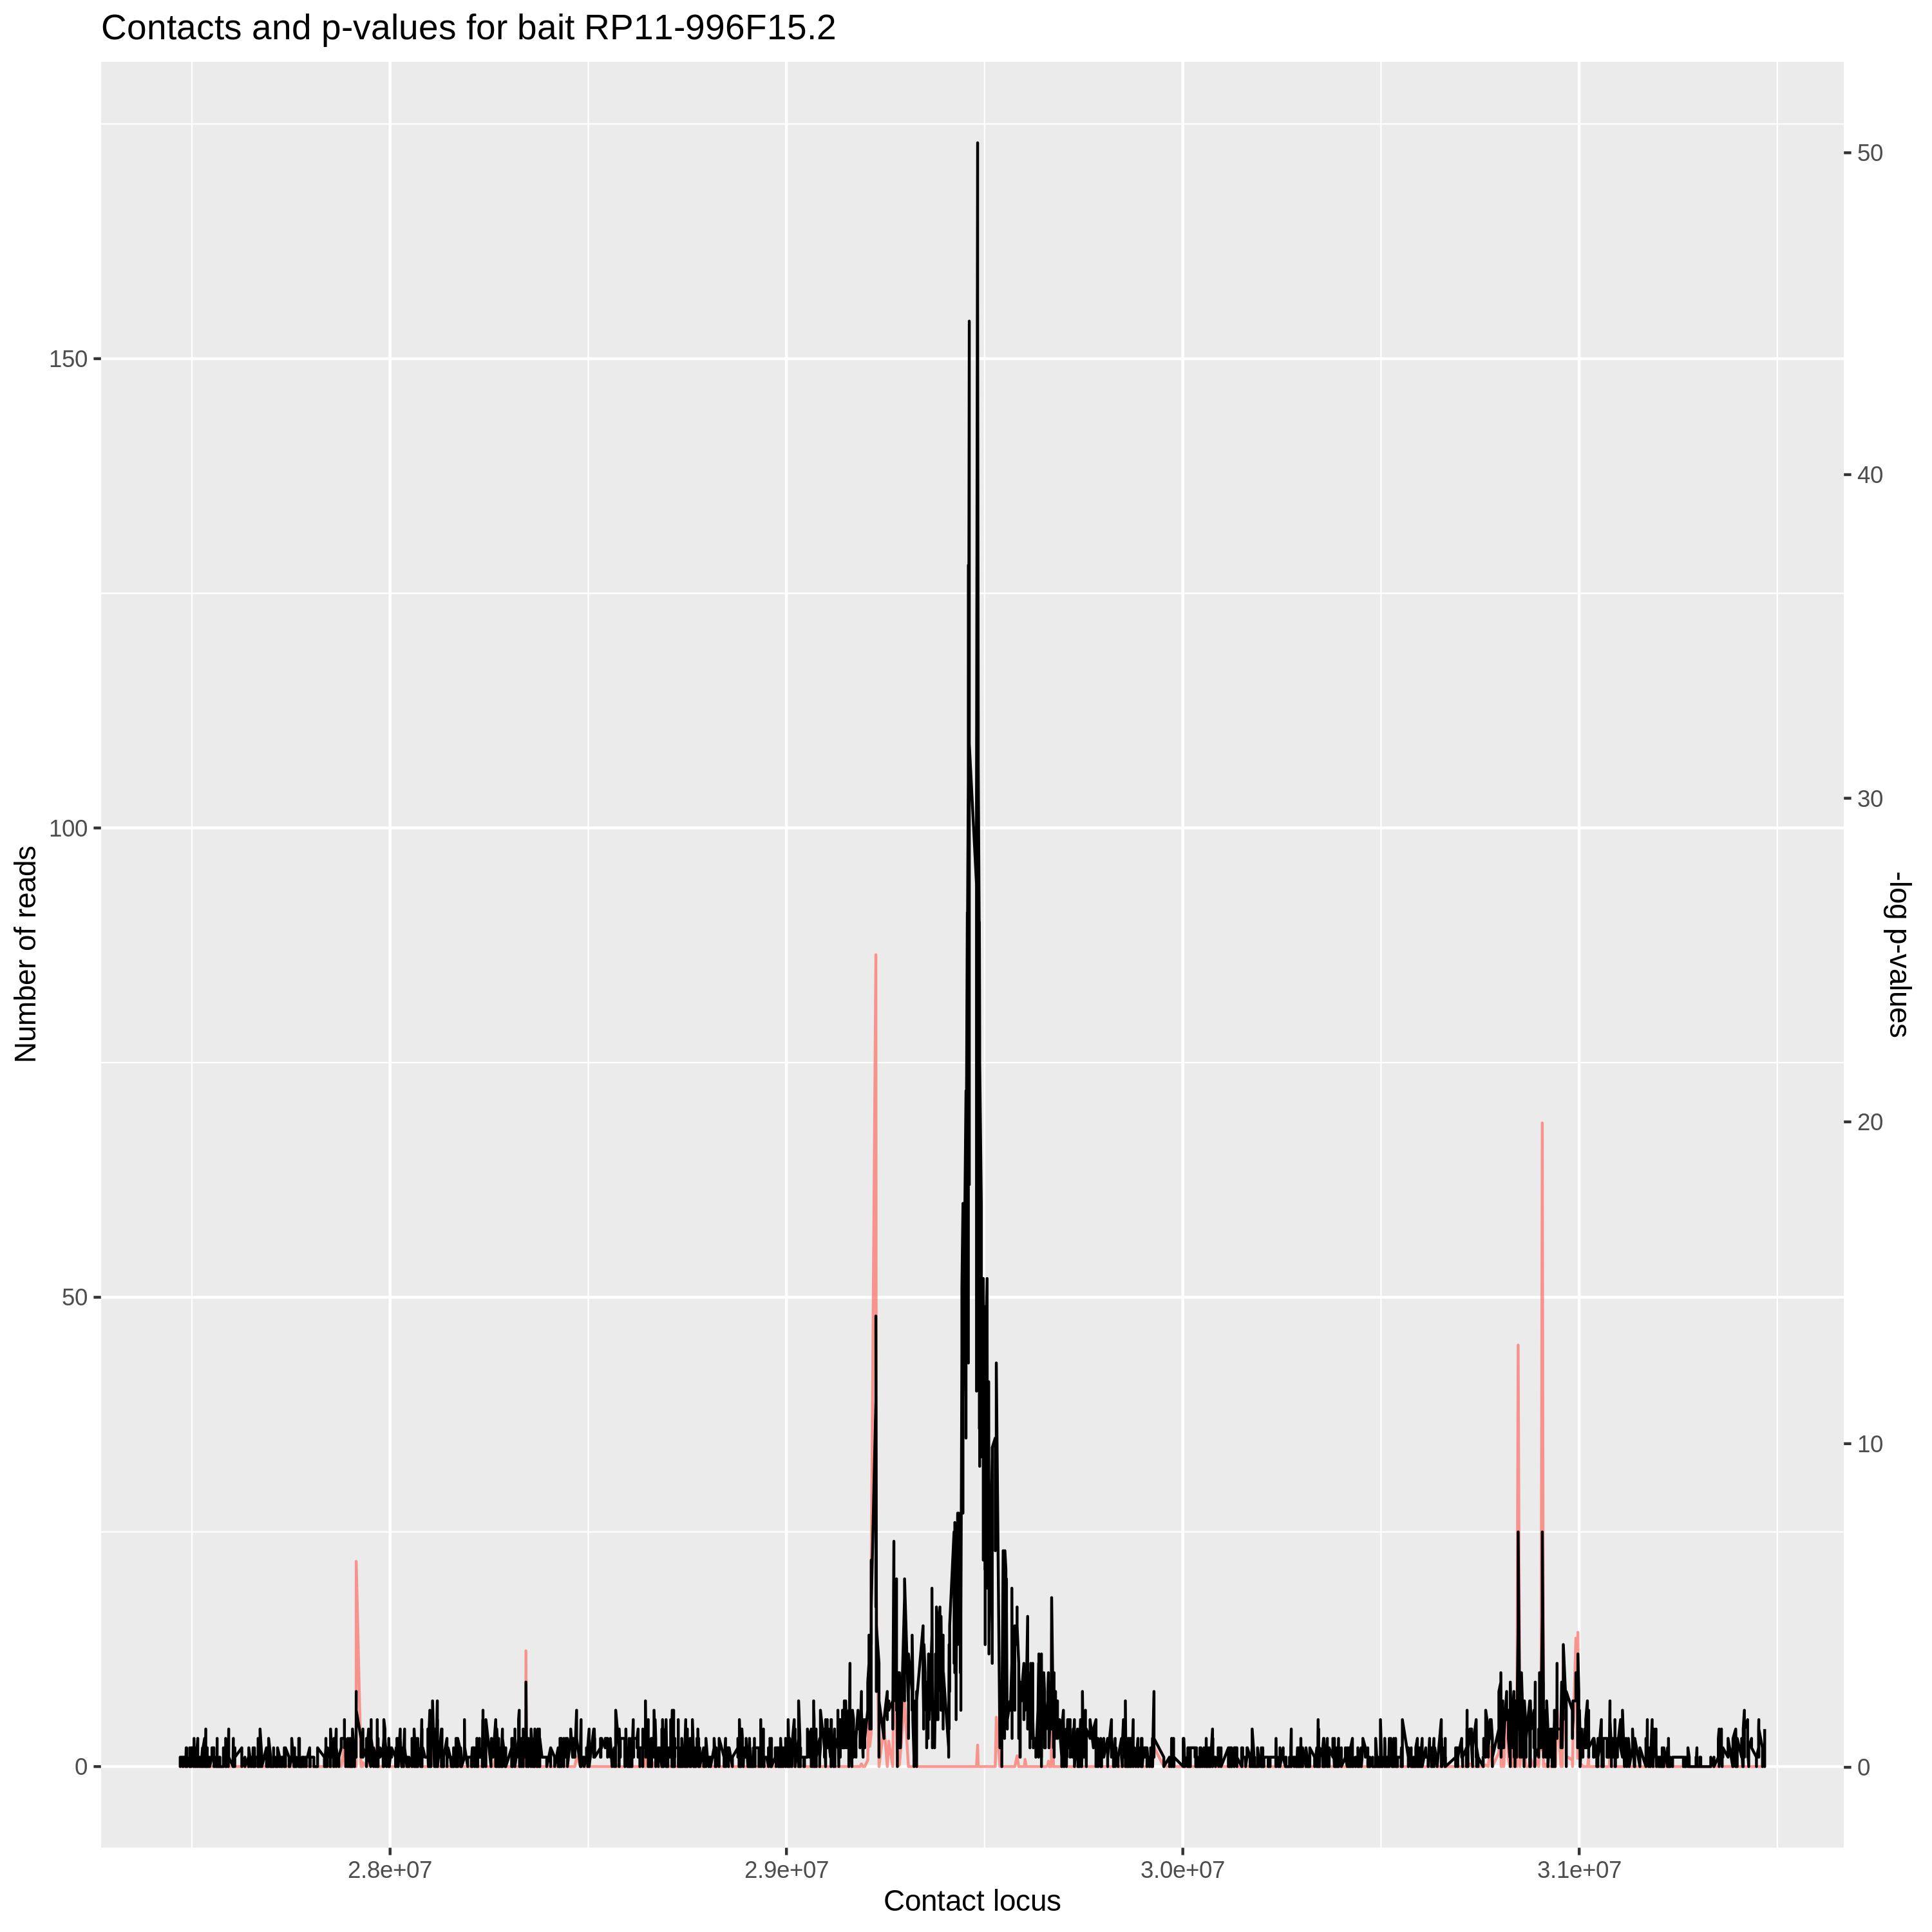 Contacts and p-values for bait RP11-996F15.2
Number of reads
150
100
50
0
50
40
30
20
10
0
-log p-values
2.8e+07
2.9e+07
3.0e+07
3.1e+07
Contact locus